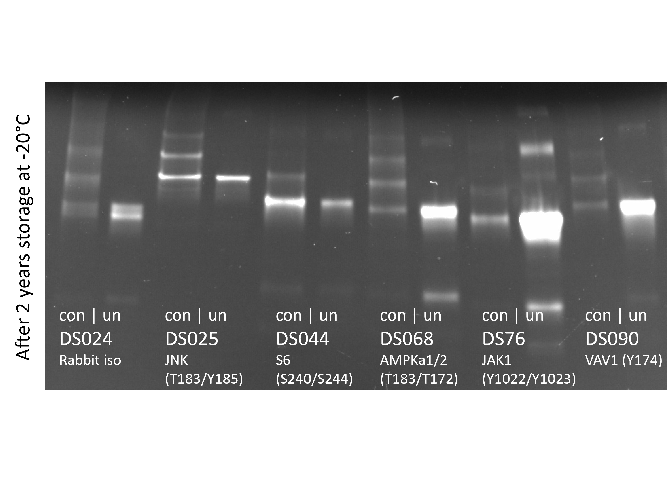 After 2 years storage at -20°C
con | un con | un con | un con | un con | un con | un
DS024 DS025 DS044 DS068 DS76 DS090
Rabbit iso JNK S6 AMPKa1/2 JAK1 VAV1 (Y174)
(T183/Y185) (S240/S244) (T183/T172) (Y1022/Y1023)